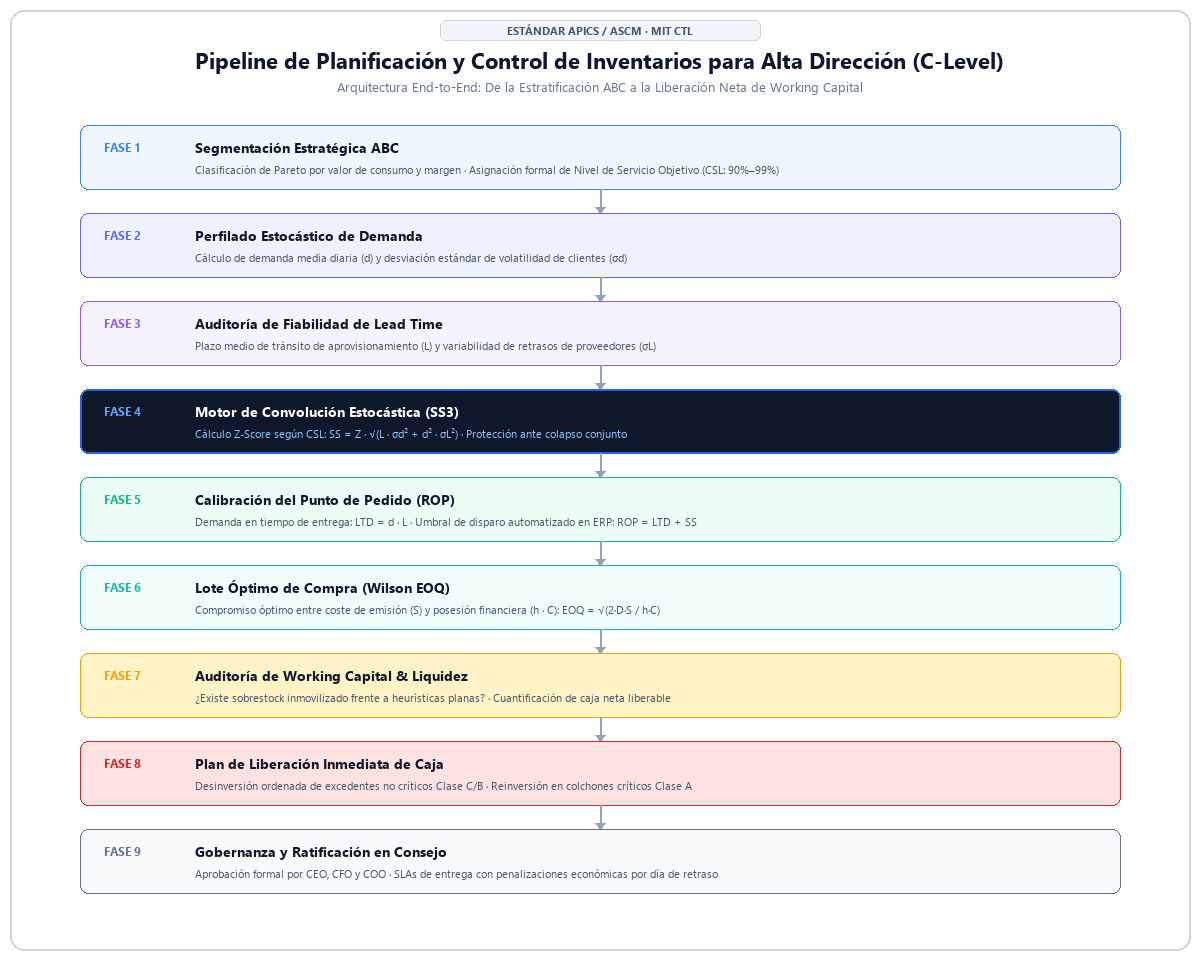 ESTÁNDAR APICS / ASCM · MIT CTL
Pipeline de Planificación y Control de Inventarios para Alta Dirección (C-Level)
Arquitectura End-to-End: De la Estratificación ABC a la Liberación Neta de Working Capital
FASE 1
Segmentación Estratégica ABC
Clasificación de Pareto por valor de consumo y margen · Asignación formal de Nivel de Servicio Objetivo (CSL: 90%–99%)
FASE 2
Perfilado Estocástico de Demanda
Cálculo de demanda media diaria (d) y desviación estándar de volatilidad de clientes (σd)
FASE 3
Auditoría de Fiabilidad de Lead Time
Plazo medio de tránsito de aprovisionamiento (L) y variabilidad de retrasos de proveedores (σL)
FASE 4
Motor de Convolución Estocástica (SS3)
Cálculo Z-Score según CSL: SS = Z · √(L · σd² + d² · σL²) · Protección ante colapso conjunto
FASE 5
Calibración del Punto de Pedido (ROP)
Demanda en tiempo de entrega: LTD = d · L · Umbral de disparo automatizado en ERP: ROP = LTD + SS
FASE 6
Lote Óptimo de Compra (Wilson EOQ)
Compromiso óptimo entre coste de emisión (S) y posesión financiera (h · C): EOQ = √(2·D·S / h·C)
FASE 7
Auditoría de Working Capital & Liquidez
¿Existe sobrestock inmovilizado frente a heurísticas planas? · Cuantificación de caja neta liberable
FASE 8
Plan de Liberación Inmediata de Caja
Desinversión ordenada de excedentes no críticos Clase C/B · Reinversión en colchones críticos Clase A
FASE 9
Gobernanza y Ratificación en Consejo
Aprobación formal por CEO, CFO y COO · SLAs de entrega con penalizaciones económicas por día de retraso